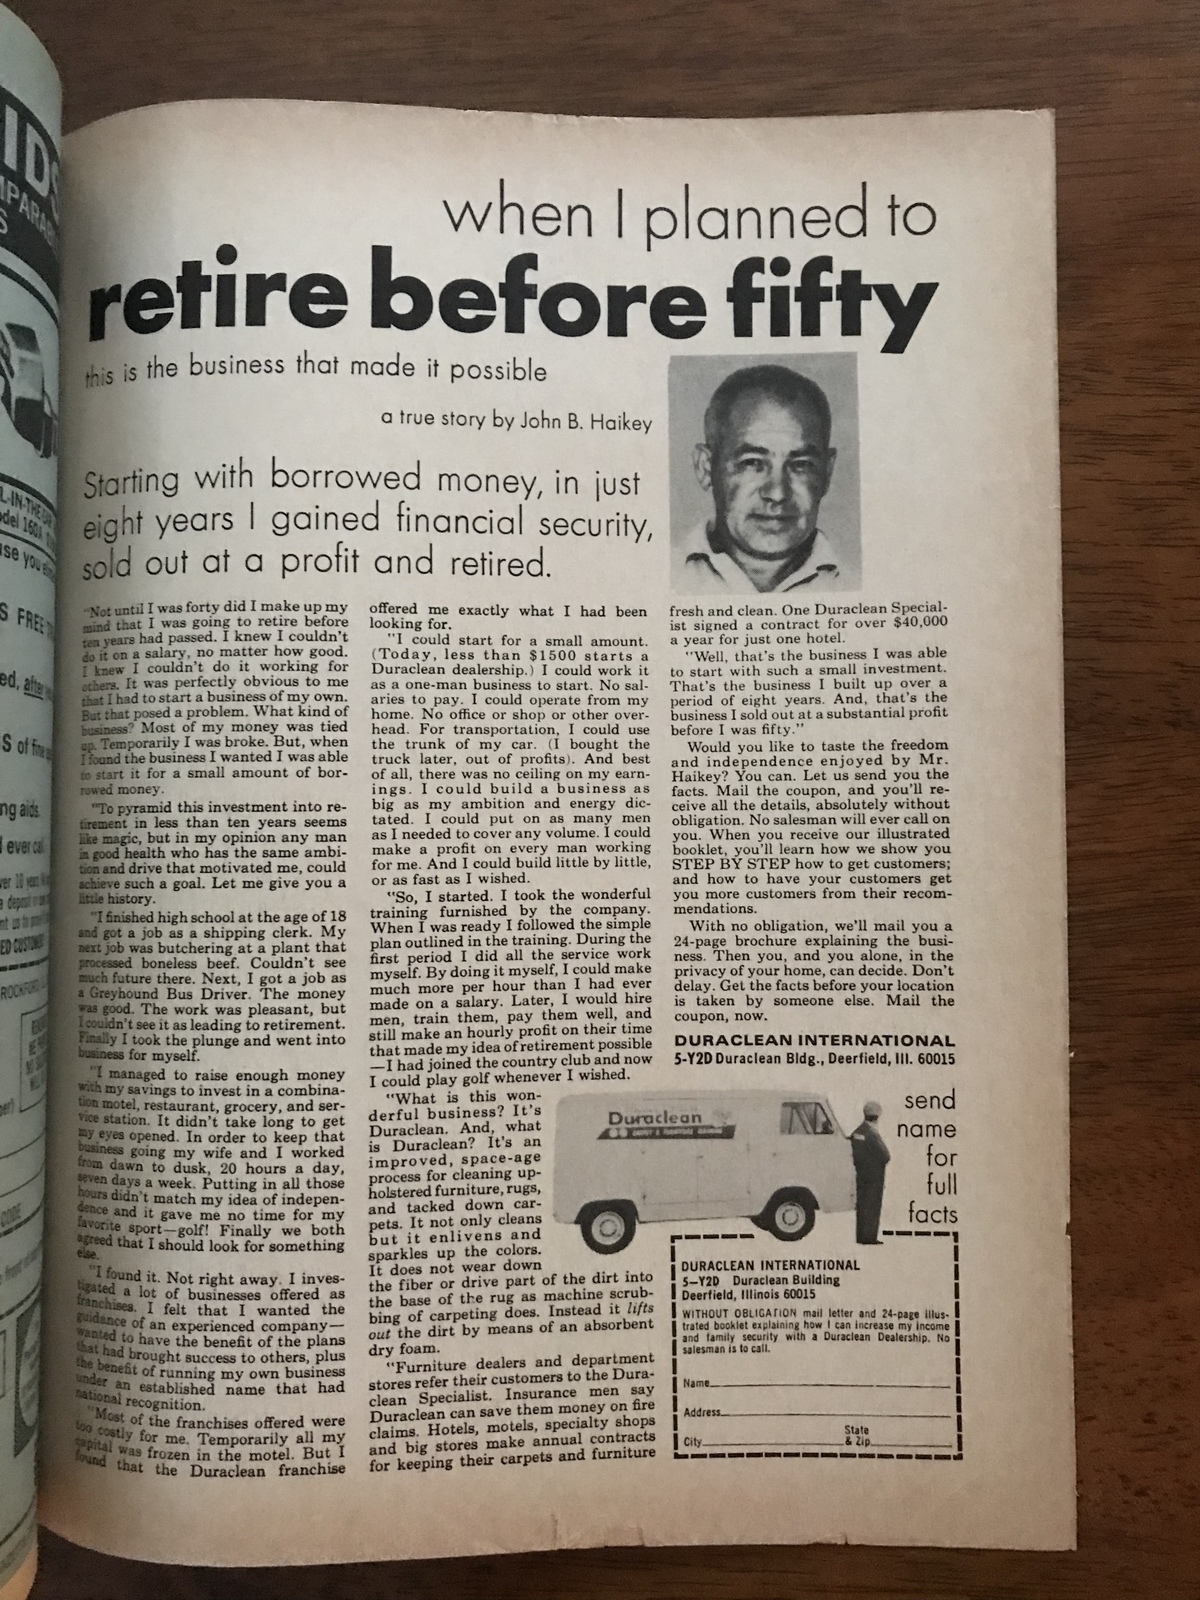 IDS
MPARAB
S
L-IN-THE-EAR
odel 160A
use you
S FREE
ed, after
S of fine
ng aids.
ever call
ver 10 years
a deposit
ED CUSTOMER
ROCKFORD
CODE
when I planned to
retire before fifty
this is the business that made it possible
a true story by John B. Haikey
Starting with borrowed money, in just
eight years I gained financial security,
sold out at a profit and retired.
"Not until I was forty did I make up my
mind that I was going to retire before
ten years had passed. I knew I couldn't
do it on a salary, no matter how good.
I knew I couldn't do it working for
others. It was perfectly obvious to me
that I had to start a business of my own.
But that posed a problem. What kind of
business? Most of my money was tied
up. Temporarily I was broke. But, when
I found the business I wanted I was able
to start it for a small amount of bor-
rowed money.
"To pyramid this investment into re-
tirement in less than ten years seems
like magic, but in my opinion any man
in good health who has the same ambi-
tion and drive that motivated me, could
achieve such a goal. Let me give you a
little history.
"I finished high school at the age of 18
and got a job as a shipping clerk. My
next job was butchering at a plant that
processed boneless beef. Couldn't see
much future there. Next, I got a job as
a Greyhound Bus Driver. The money
was good. The work was pleasant, but
I couldn't see it as leading to retirement.
Finally I took the plunge and went into
business for myself.
"I managed to raise enough money
with my savings to invest in a combina-
tion motel, restaurant, grocery, and ser-
vice station. It didn't take long to get
my eyes opened. In order to keep that
business going my wife and I worked
from dawn to dusk, 20 hours a day,
seven days a week. Putting in all those
hours didn't match my idea of indepen-
dence and it gave me no time for my
favorite sport—golf! Finally we both
agreed that I should look for something
else.
"I found it. Not right away. I inves-
tigated a lot of businesses offered as
franchises. I felt that I wanted the
guidance of an experienced company—
wanted to have the benefit of the plans
that had brought success to others, plus
the benefit of running my own business
under an established name that had
national recognition.
"Most of the franchises offered were
too costly for me. Temporarily all my
capital was frozen in the motel. But I
found that the Duraclean franchise
offered me exactly what I had been
looking for.
"I could start for a small amount.
(Today, less than $1500 starts a
Duraclean dealership.) I could work it
as a one-man business to start. No sal-
aries to pay. I could operate from my
home. No office or shop or other over-
head. For transportation, I could use
the trunk of my car. (I bought the
truck later, out of profits). And best
of all, there was no ceiling on my earn-
ings. I could build a business as
big as my ambition and energy dic-
tated. I could put on as many men
as I needed to cover any volume. I could
make a profit on every man working
for me. And I could build little by little,
or as fast as I wished.
"So, I started. I took the wonderful
training furnished by the company.
When I was ready I followed the simple
plan outlined in the training. During the
first period I did all the service work
myself. By doing it myself, I could make
much more per hour than I had ever
made on a salary. Later, I would hire
men, train them, pay them well, and
still make an hourly profit on their time
that made my idea of retirement possible
—I had joined the country club and now
I could play golf whenever I wished.
"What is this won-
derful business? It's
Duraclean. And, what
is Duraclean? It's an
improved, space-age
process for cleaning up-
holstered furniture, rugs,
and tacked down car-
pets. It not only cleans
but it enlivens and
sparkles up the colors.
It does not wear down
the fiber or drive part of the dirt into
the base of the rug as machine scrub-
bing of carpeting does. Instead it lifts
out the dirt by means of an absorbent
dry foam.
"Furniture dealers and department
stores refer their customers to the Dura-
clean Specialist. Insurance men say
Duraclean can save them money on fire
claims. Hotels, motels, specialty shops
and big stores make annual contracts
for keeping their carpets and furniture
fresh and clean. One Duraclean Special-
ist signed a contract for over $40,000
a year for just one hotel.
"Well, that's the business I was able
to start with such a small investment.
That's the business I built up over a
period of eight years. And, that's the
business I sold out at a substantial profit
before I was fifty."
Would you like to taste the freedom
and independence enjoyed by Mr.
Haikey? You can. Let us send you the
facts. Mail the coupon, and you'll re-
ceive all the details, absolutely without
obligation. No salesman will ever call on
you. When you receive our illustrated
booklet, you'll learn how we show you
STEP BY STEP how to get customers;
and how to have your customers get
you more customers from their recom-
mendations.
With no obligation, we'll mail you a
24-page brochure explaining the busi-
ness. Then you, and you alone, in the
privacy of your home, can decide. Don't
delay. Get the facts before your location
is taken by someone else. Mail the
coupon, now.
DURACLEAN INTERNATIONAL
5-Y2D Duraclean Bldg., Deerfield, Ill. 60015
Duraclean
send
name
for
full
facts
DURACLEAN INTERNATIONAL
5–Y2D Duraclean Building
Deerfield, Illinois 60015
WITHOUT OBLIGATION mail letter and 24-page illus-
trated booklet explaining how I can increase my income
and family security with a Duraclean Dealership. No
salesman is to call.
Name
Address
State
City & Zip